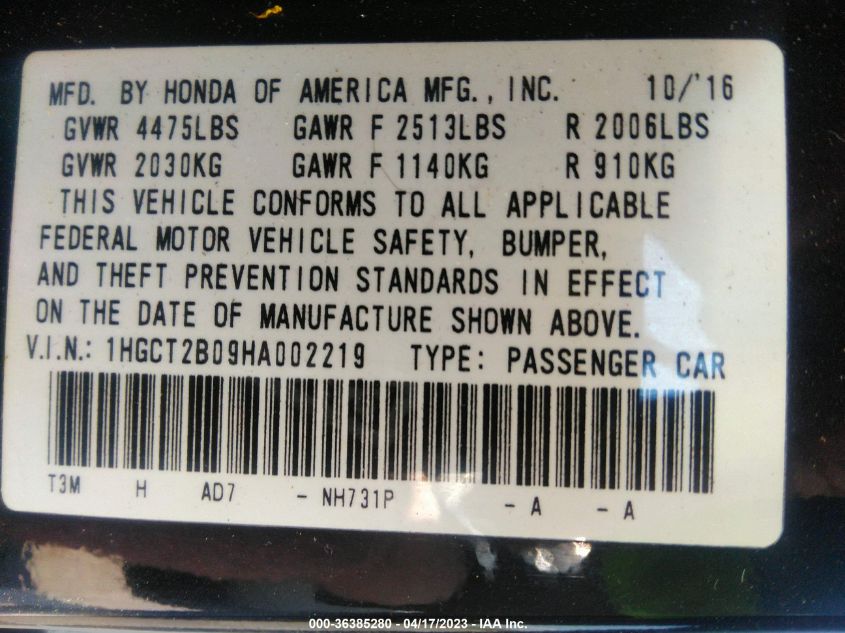 MFD. BY HONDA OF AMERICA MFG., INC. 10/'16
GVWR 4475LBS GAWR F 2513LBS R 2006LBS
GVWR 2030KG GAWR F 1140KG R 910KG
THIS VEHICLE CONFORMS TO ALL APPLICABLE
FEDERAL MOTOR VEHICLE SAFETY, BUMPER,
AND THEFT PREVENTION STANDARDS IN EFFECT
ON THE DATE OF MANUFACTURE SHOWN ABOVE.
V.I.N.: 1HGCT2B09HA002219 TYPE: PASSENGER CAR
T3M H AD7 - NH731P - A - A
000-36385280 - 04/17/2023 - IAA Inc.